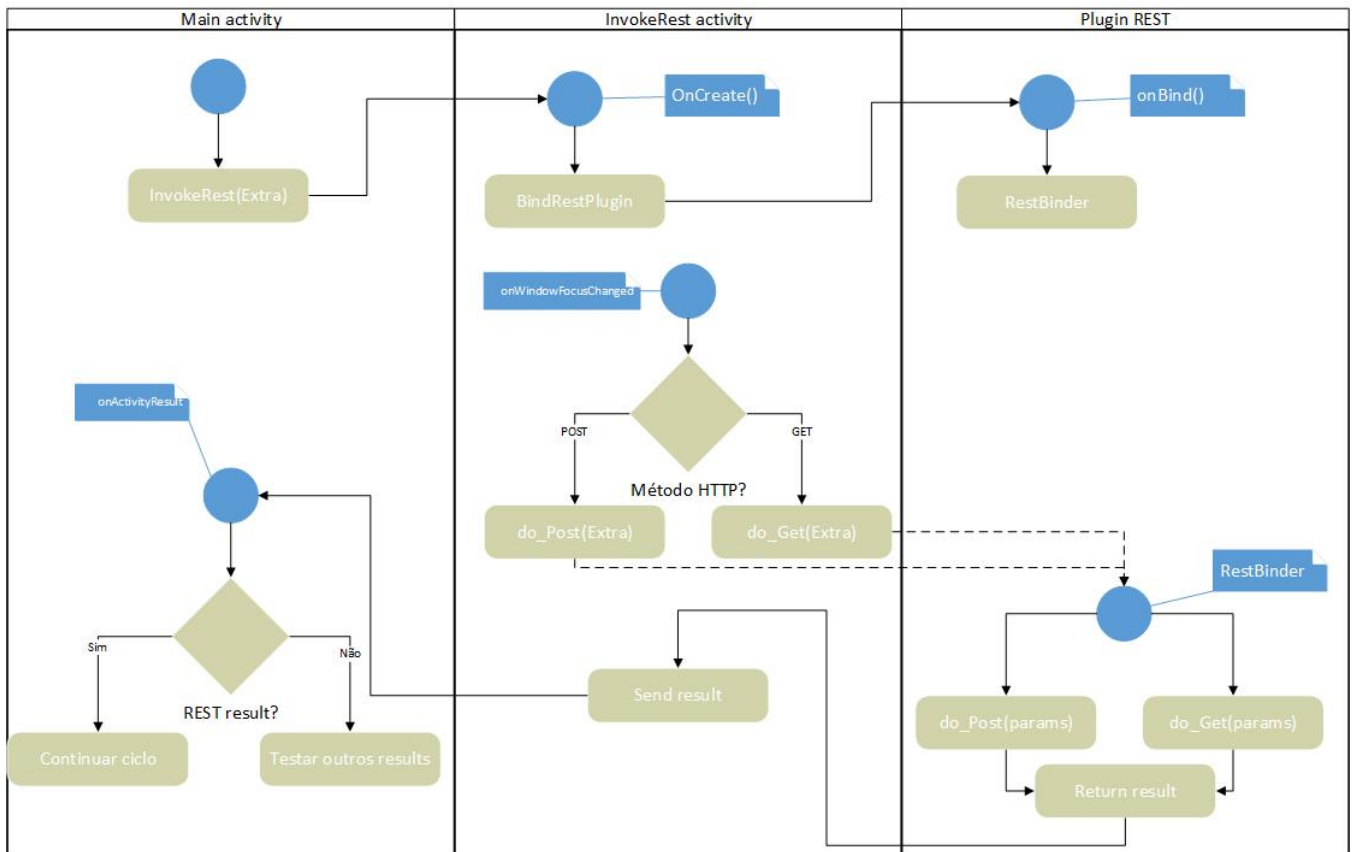 Main activity
InvokeRest activity
Plugin REST
OnCreate()
onBind()
InvokeRest(Extra)
BindRestPlugin
RestBinder
onWindowFocusChanged
onActivityResult
POST
GET
Método HTTP?
do_Post(Extra)
do_Get(Extra)
RestBinder
Sim
Não
REST result?
Send result
do_Post(params)
do_Get(params)
Continuar ciclo
Testar outros results
Return result